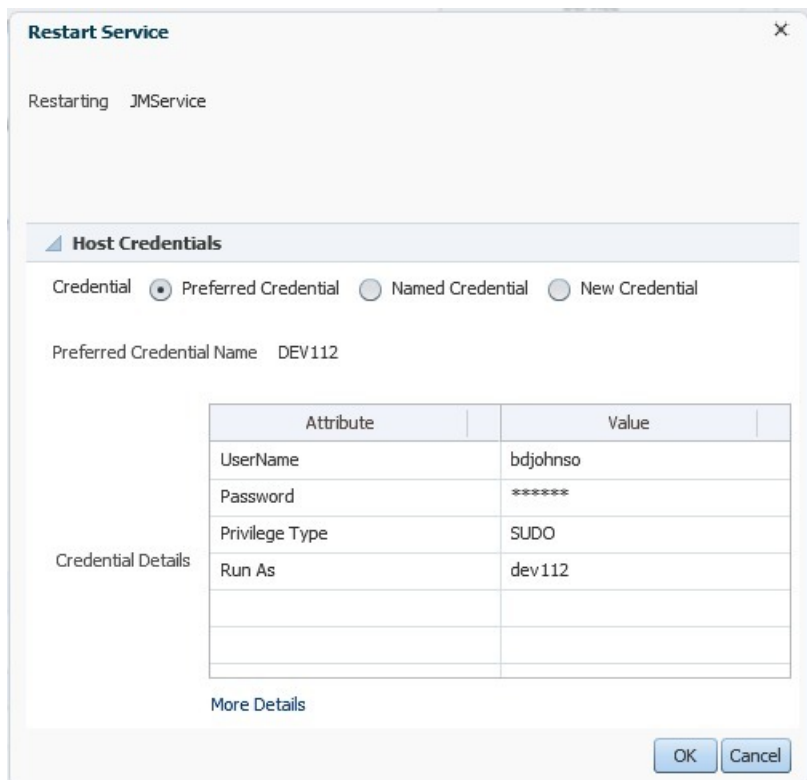 Restart Service
Restarting JMService
Host Credentials
Credential Preferred Credential Named Credential New Credential
Preferred Credential Name DEV112
Attribute Value
UserName bdjohnso
Password ******
Privilege Type SUDO
Credential Details
Run As dev112
More Details
OK Cancel